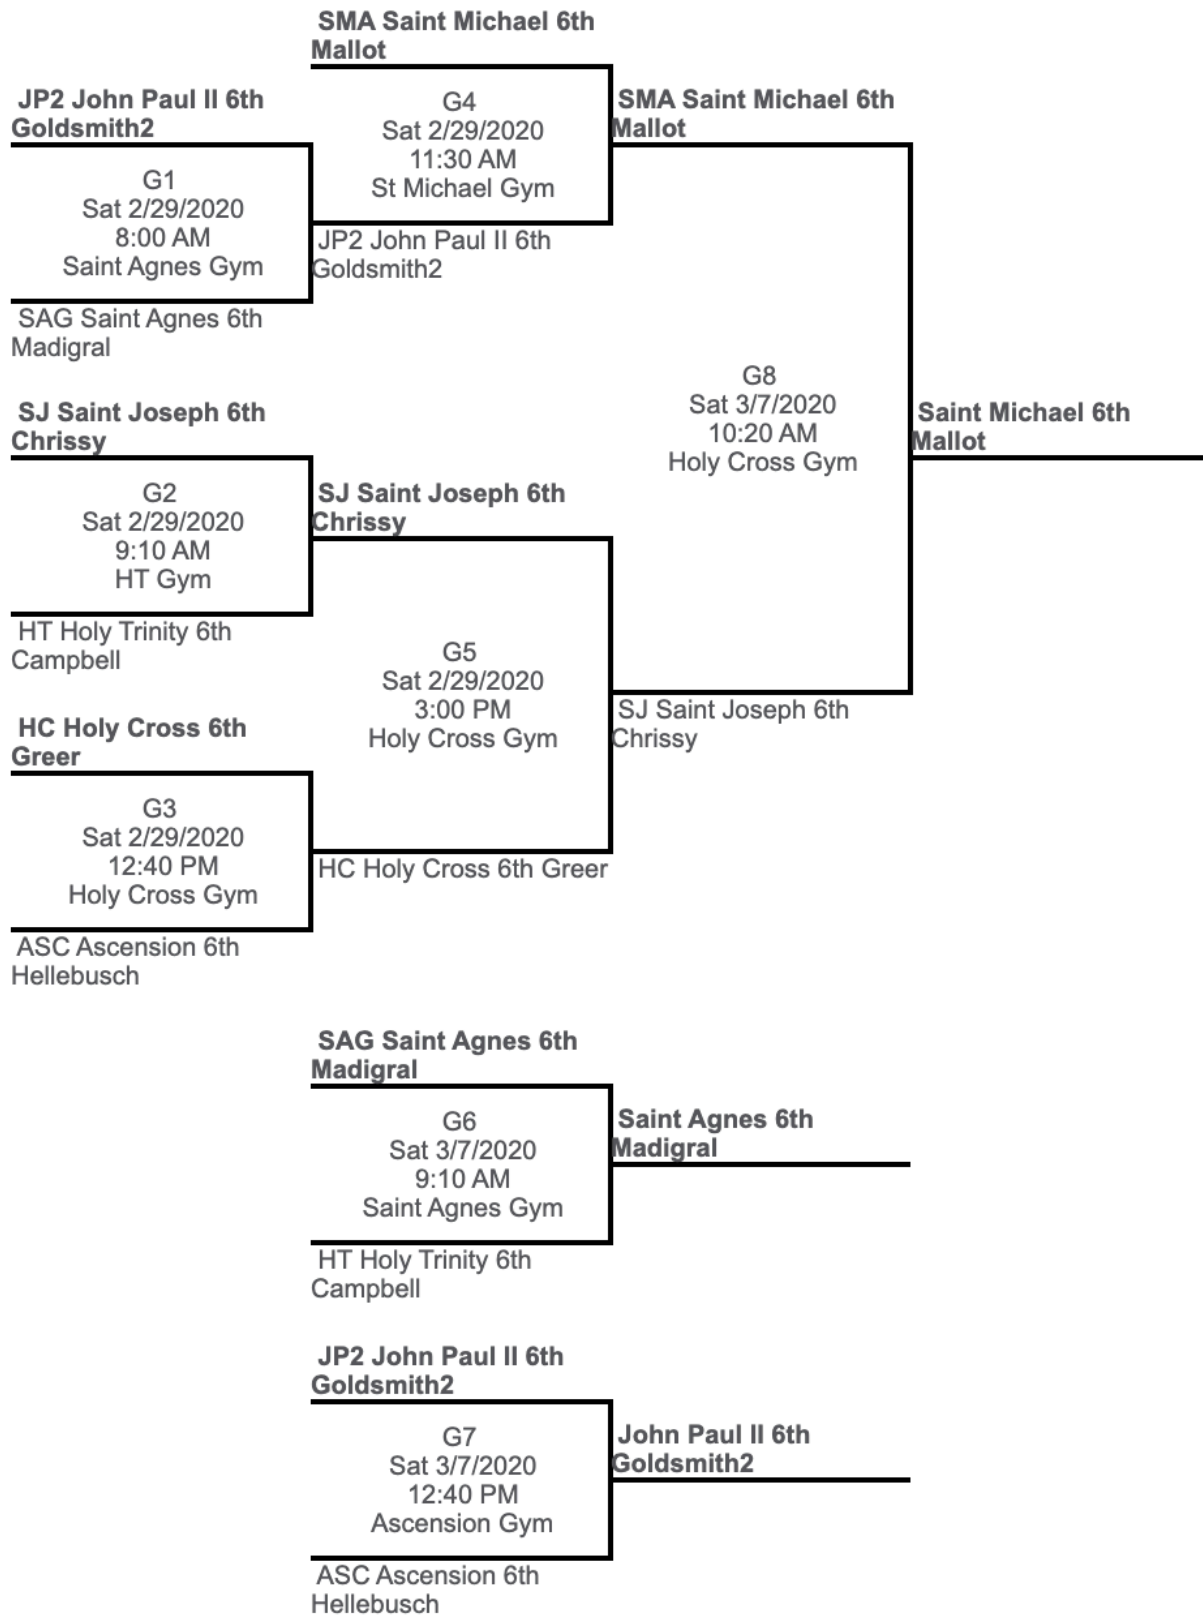 SMA Saint Michael 6th
Mallot
JP2 John Paul II 6th
Goldsmith2
G4
Sat 2/29/2020
11:30 AM
St Michael Gym
SMA Saint Michael 6th
Mallot
G1
Sat 2/29/2020
8:00 AM
Saint Agnes Gym
JP2 John Paul II 6th
Goldsmith2
SAG Saint Agnes 6th
Madigral
G8
Sat 3/7/2020
10:20 AM
Holy Cross Gym
Saint Michael 6th
Mallot
SJ Saint Joseph 6th
Chrissy
G2
Sat 2/29/2020
9:10 AM
HT Gym
SJ Saint Joseph 6th
Chrissy
HT Holy Trinity 6th
Campbell
G5
Sat 2/29/2020
3:00 PM
Holy Cross Gym
SJ Saint Joseph 6th
Chrissy
HC Holy Cross 6th
Greer
G3
Sat 2/29/2020
12:40 PM
Holy Cross Gym
HC Holy Cross 6th Greer
ASC Ascension 6th
Hellebusch
SAG Saint Agnes 6th
Madigral
G6
Sat 3/7/2020
9:10 AM
Saint Agnes Gym
Saint Agnes 6th
Madigral
HT Holy Trinity 6th
Campbell
JP2 John Paul II 6th
Goldsmith2
G7
Sat 3/7/2020
12:40 PM
Ascension Gym
John Paul II 6th
Goldsmith2
ASC Ascension 6th
Hellebusch